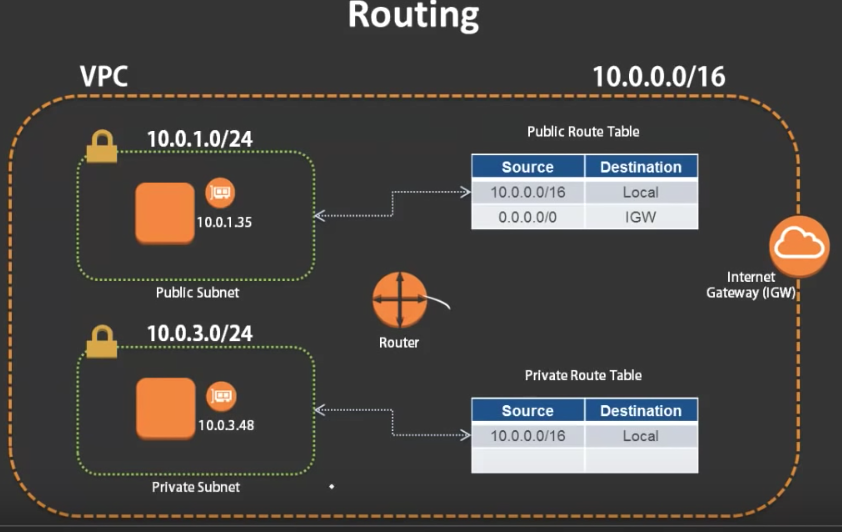 Routing
VPC
10.0.0.0/16
10.0.1.0/24
10.0.1.35
Public Subnet
Public Route Table
Source Destination
10.0.0.0/16 Local
0.0.0.0/0 IGW
Internet
Gateway (IGW)
Router
10.0.3.0/24
10.0.3.48
Private Subnet
Private Route Table
Source Destination
10.0.0.0/16 Local